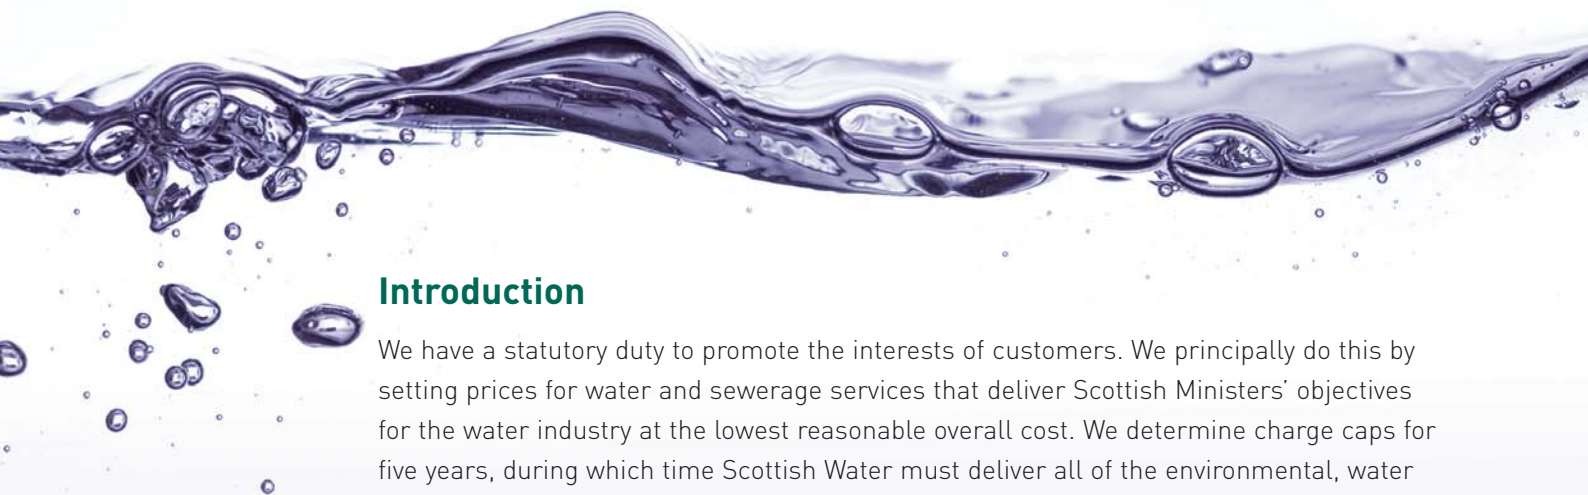 Introduction
We have a statutory duty to promote the interests of customers. We principally do this by
setting prices for water and sewerage services that deliver Scottish Ministers’ objectives
for the water industry at the lowest reasonable overall cost. We determine charge caps for
five years, during which time Scottish Water must deliver all of the environmental, water